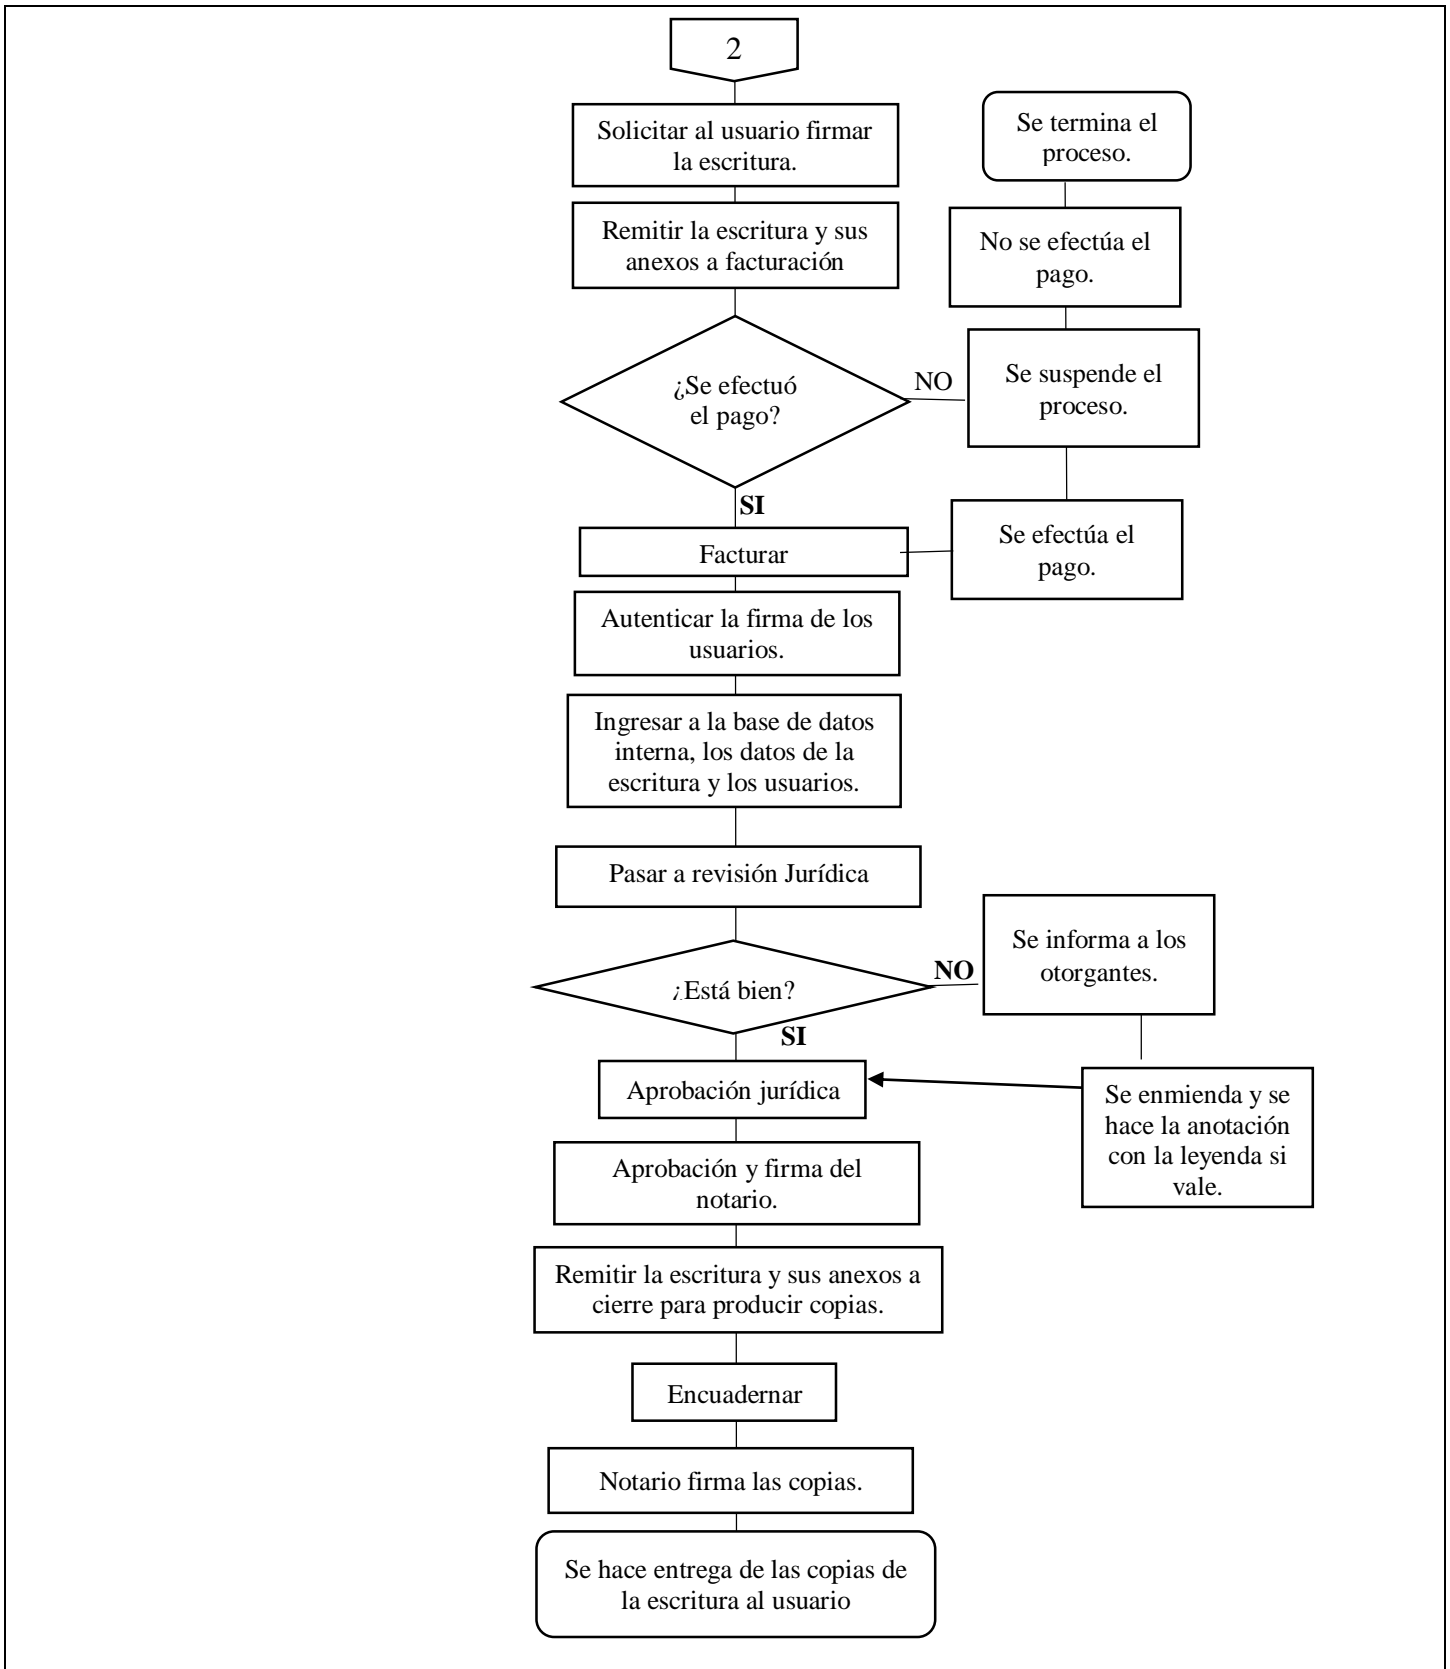 2
Solicitar al usuario firmar
la escritura.
Se termina el
proceso.
Remitir la escritura y sus
anexos a facturación
No se efectúa el
pago.
¿Se efectuó
el pago?
NO
Se suspende el
proceso.
SI
Facturar
Se efectúa el
pago.
Autenticar la firma de los
usuarios.
Ingresar a la base de datos
interna, los datos de la
escritura y los usuarios.
Pasar a revisión Jurídica
¿Está bien?
NO
Se informa a los
otorgantes.
SI
Aprobación jurídica
Se enmienda y se
hace la anotación
con la leyenda si
vale.
Aprobación y firma del
notario.
Remitir la escritura y sus anexos a
cierre para producir copias.
Encuadernar
Notario firma las copias.
Se hace entrega de las copias de
la escritura al usuario